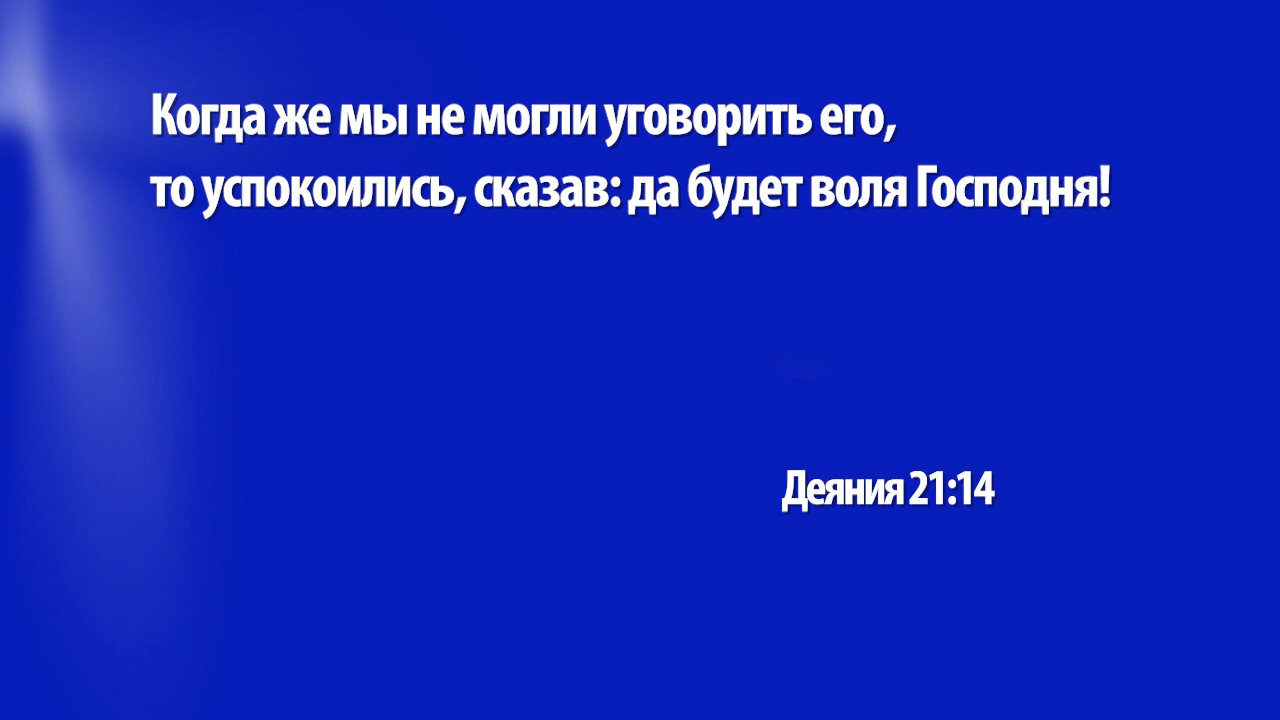 Когда же мы не могли уговорить его,
то успокоились, сказав: да будет воля Господня!
Деяния 21:14